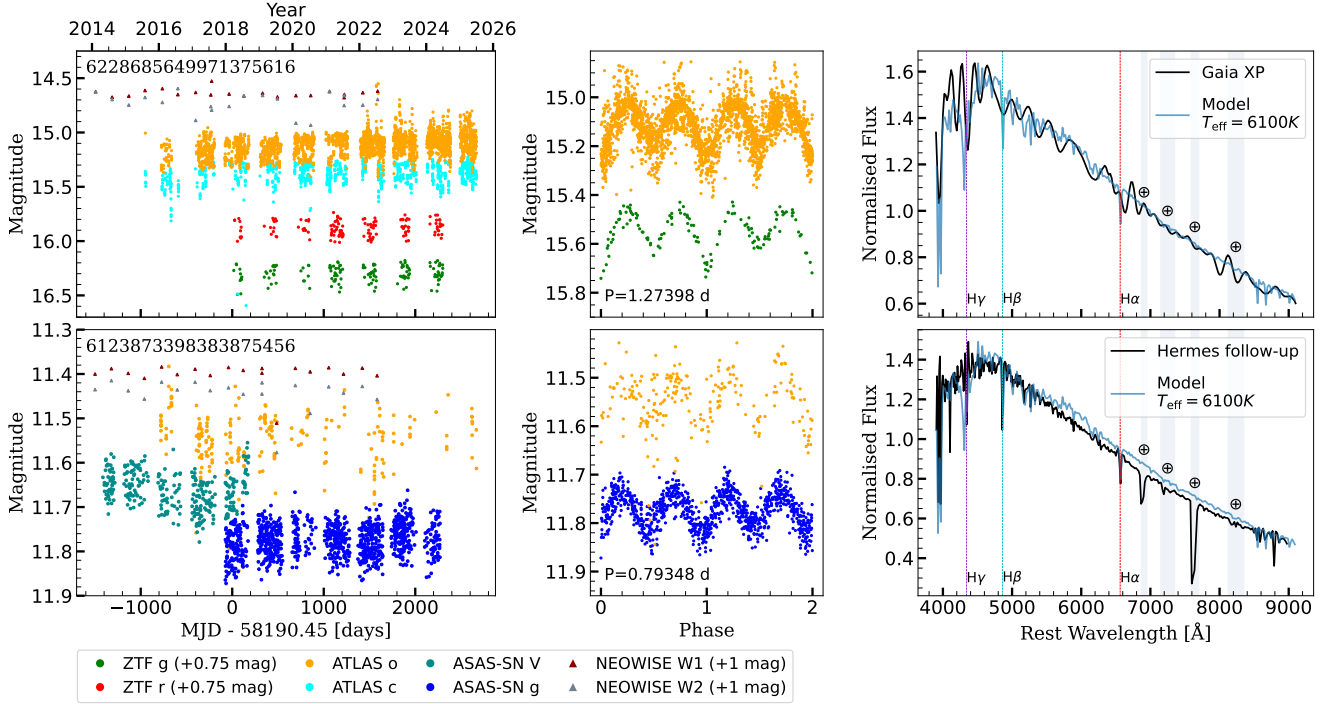 Year
2014 2016 2018 2020 2022 2024 2026
6228685649971375616
14.5
15.0
15.5
16.0
16.5
Magnitude
15.0
15.2
15.4
15.6
15.8
Magnitude
P=1.27398 d
1.6
1.4
1.2
1.0
0.8
0.6
Normalised Flux
Gaia XP
Model
T_eff = 6100K
⊕ ⊕ ⊕ ⊕
Hγ Hβ Hα
6123873398383875456
11.3
11.4
11.5
11.6
11.7
11.8
11.9
Magnitude
−1000 0 1000 2000
MJD - 58190.45 [days]
11.5
11.6
11.7
11.8
11.9
Magnitude
P=0.79348 d
0 1 2
Phase
1.4
1.2
1.0
0.8
0.6
0.4
Normalised Flux
Hermes follow-up
Model
T_eff = 6100K
⊕ ⊕ ⊕ ⊕
Hγ Hβ Hα
4000 5000 6000 7000 8000 9000
Rest Wavelength [Å]
ZTF g (+0.75 mag) ATLAS o ASAS-SN V NEOWISE W1 (+1 mag)
ZTF r (+0.75 mag) ATLAS c ASAS-SN g NEOWISE W2 (+1 mag)